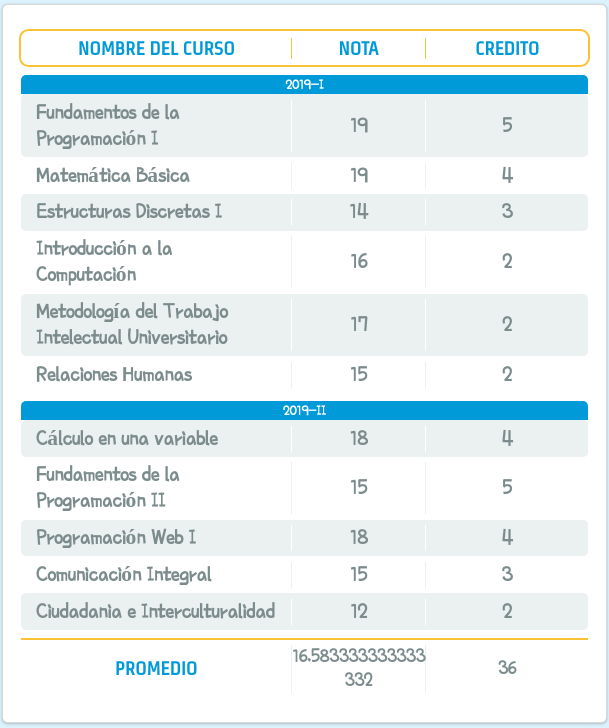 NOMBRE DEL CURSO NOTA CREDITO
2019-I
Fundamentos de la
Programación I 19 5
Matemática Básica 19 4
Estructuras Discretas I 14 3
Introducción a la
Computación 16 2
Metodología del Trabajo
Intelectual Universitario 17 2
Relaciones Humanas 15 2
2019-II
Cálculo en una variable 18 4
Fundamentos de la
Programación II 15 5
Programación Web I 18 4
Comunicación Integral 15 3
Ciudadania e Interculturalidad 12 2
PROMEDIO 16.583333333333
332 36